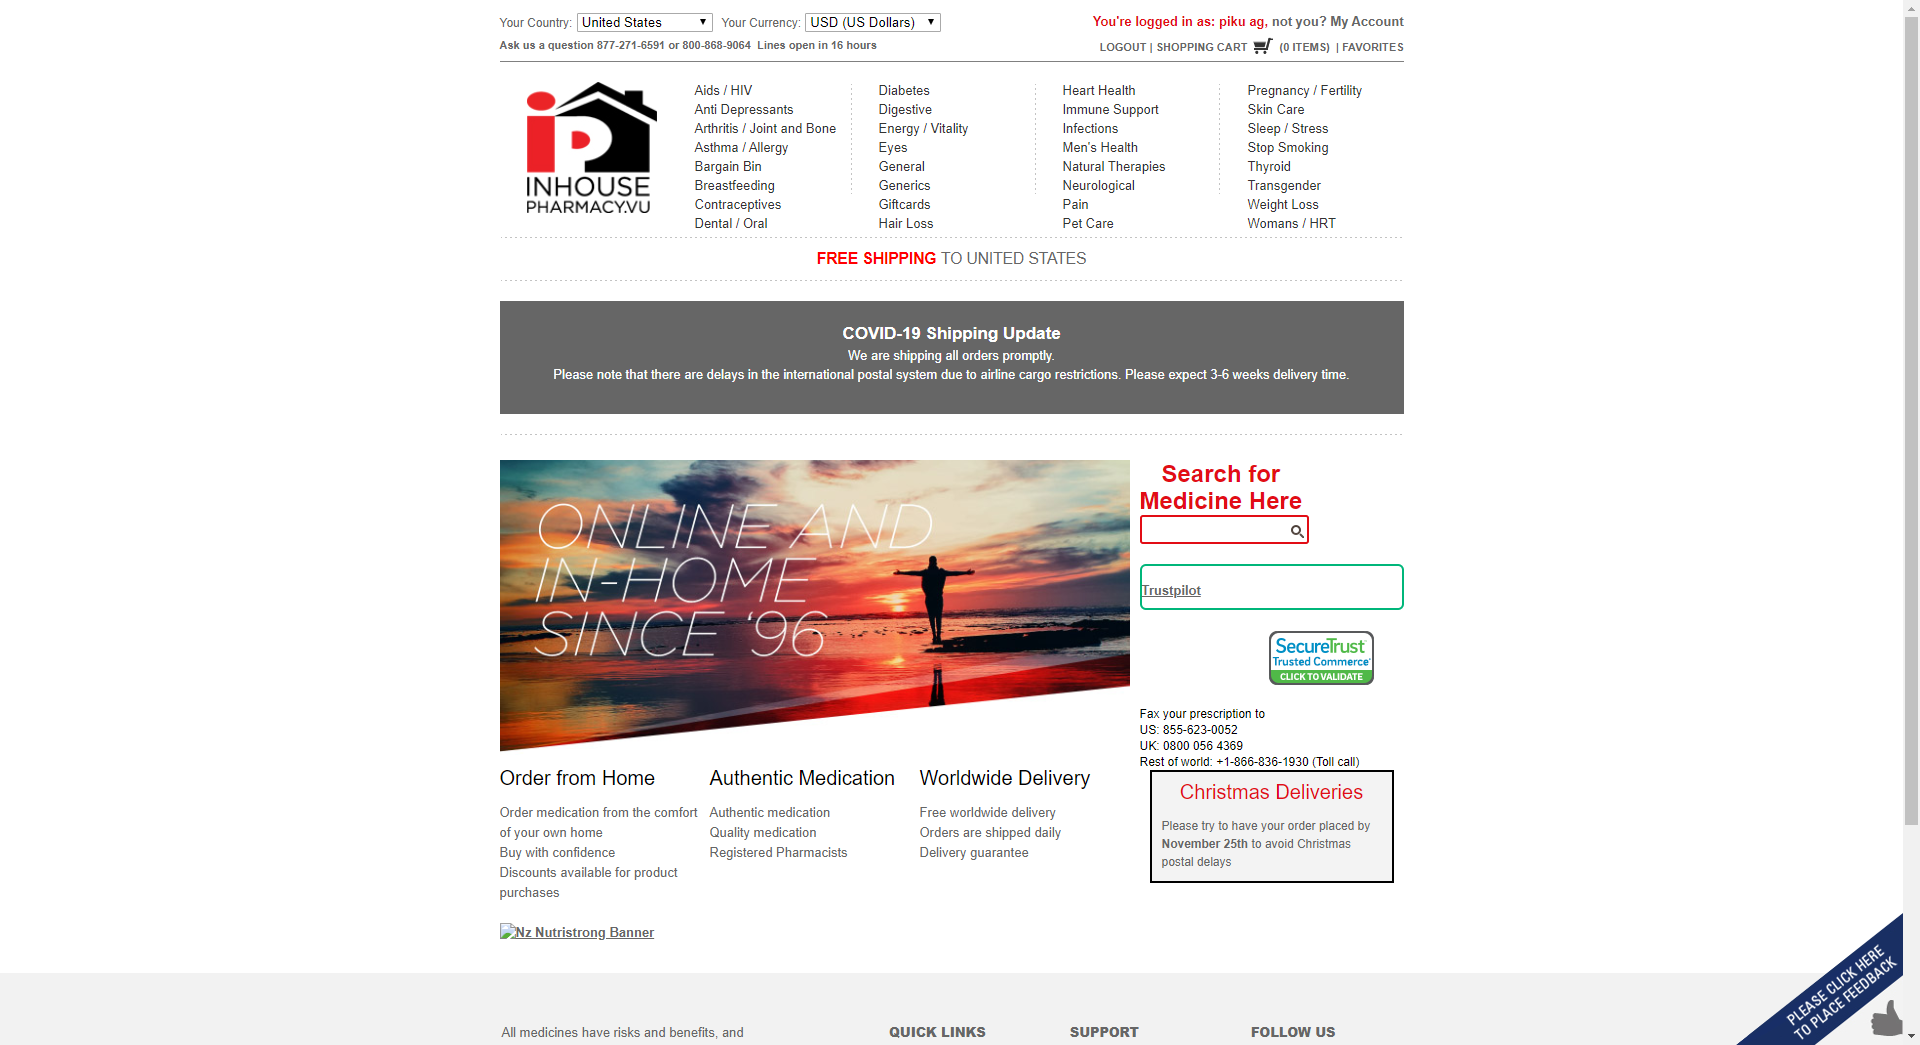 Your Country: United States Your Currency: USD (US Dollars)
You're logged in as: piku ag, not you? My Account
Ask us a question 877-271-6591 or 800-868-9064 Lines open in 16 hours
LOGOUT | SHOPPING CART (0 ITEMS) | FAVORITES
iP
INHOUSE
PHARMACY.VU
Aids / HIV
Anti Depressants
Arthritis / Joint and Bone
Asthma / Allergy
Bargain Bin
Breastfeeding
Contraceptives
Dental / Oral
Diabetes
Digestive
Energy / Vitality
Eyes
General
Generics
Giftcards
Hair Loss
Heart Health
Immune Support
Infections
Men's Health
Natural Therapies
Neurological
Pain
Pet Care
Pregnancy / Fertility
Skin Care
Sleep / Stress
Stop Smoking
Thyroid
Transgender
Weight Loss
Womans / HRT
FREE SHIPPING TO UNITED STATES
COVID-19 Shipping Update
We are shipping all orders promptly.
Please note that there are delays in the international postal system due to airline cargo restrictions. Please expect 3-6 weeks delivery time.
ONLINE AND
IN-HOME
SINCE '96
Search for
Medicine Here
Trustpilot
SecureTrust
Trusted Commerce
CLICK TO VALIDATE
Fax your prescription to
US: 855-623-0052
UK: 0800 056 4369
Rest of world: +1-866-836-1930 (Toll call)
Christmas Deliveries
Please try to have your order placed by
November 25th to avoid Christmas
postal delays
Order from Home
Order medication from the comfort
of your own home
Buy with confidence
Discounts available for product
purchases
Authentic Medication
Authentic medication
Quality medication
Registered Pharmacists
Worldwide Delivery
Free worldwide delivery
Orders are shipped daily
Delivery guarantee
Nz Nutristrong Banner
PLEASE CLICK HERE
TO PLACE FEEDBACK
All medicines have risks and benefits, and
QUICK LINKS
SUPPORT
FOLLOW US